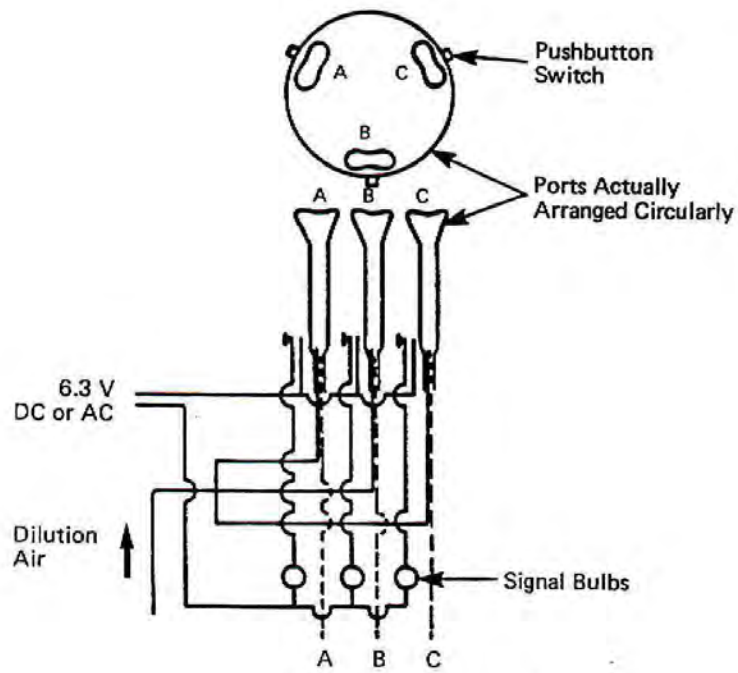 Pushbutton
Switch
A
C
B
Ports Actually
Arranged Circularly
A
B
C
6.3 V
DC or AC
Dilution
Air
Signal Bulbs
A
B
C